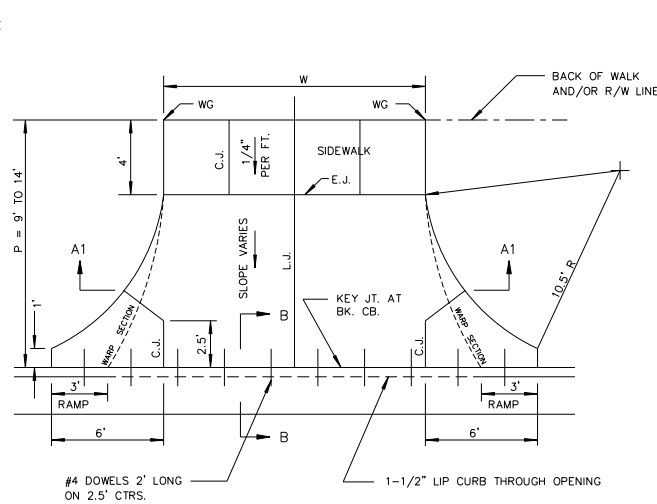 W
BACK OF WALK
AND/OR R/W LINE
WG
WG
4'
C.J.
1/4"
PER FT.
SIDEWALK
E.J.
P = 9' TO 14'
A1
A1
SLOPE VARIES
L.J.
10.5' R
KEY JT. AT
BK. CB.
B
1'
WARP SECTION
C.J.
2.5'
C.J.
WARP SECTION
3'
RAMP
3'
RAMP
6'
B
6'
#4 DOWELS 2' LONG
ON 2.5' CTRS.
1-1/2" LIP CURB THROUGH OPENING